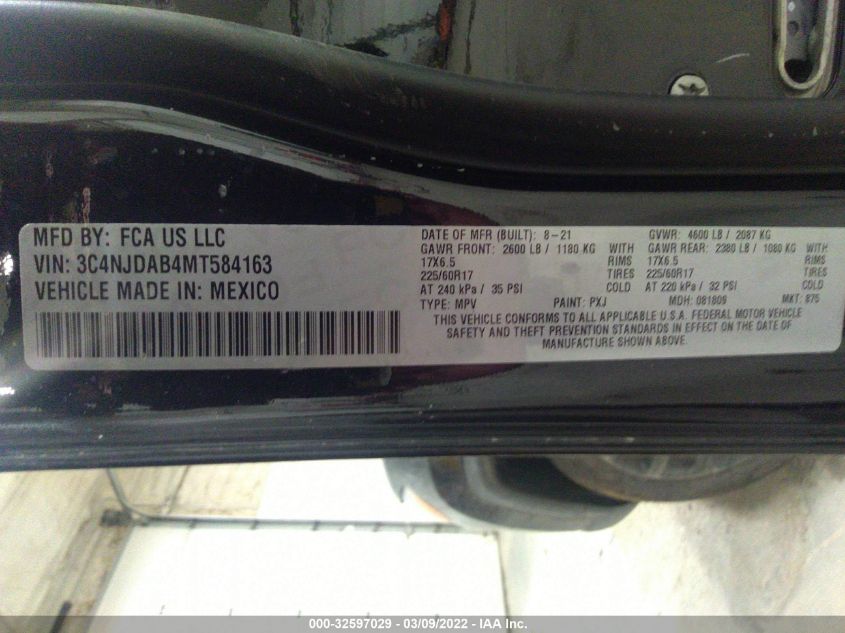 MFD BY: FCA US LLC
VIN: 3C4NJDAB4MT584163
VEHICLE MADE IN: MEXICO
DATE OF MFR (BUILT): 8-21 GVWR: 4600 LB / 2087 KG
GAWR FRONT: 2600 LB / 1180 KG WITH GAWR REAR: 2380 LB / 1080 KG WITH
17X6.5 RIMS 17X6.5 RIMS
225/60R17 TIRES 225/60R17 TIRES
AT 240 kPa / 35 PSI COLD AT 220 kPa / 32 PSI COLD
TYPE: MPV PAINT: PXJ MDH: 081809 MKT: 875
THIS VEHICLE CONFORMS TO ALL APPLICABLE U.S.A. FEDERAL MOTOR VEHICLE
SAFETY AND THEFT PREVENTION STANDARDS IN EFFECT ON THE DATE OF
MANUFACTURE SHOWN ABOVE.
000-32597029 - 03/09/2022 - IAA Inc.